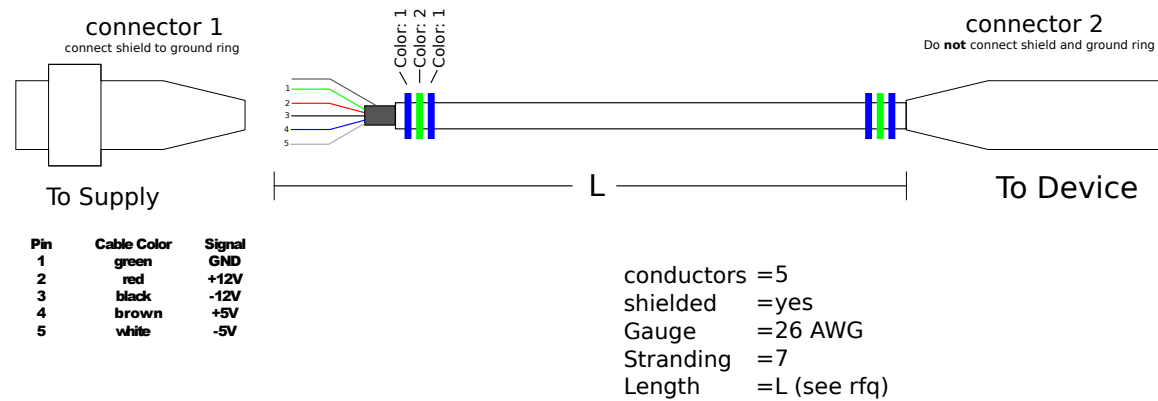 connector 1
connect shield to ground ring
Color: 1
Color: 2
Color: 1
connector 2
Do not connect shield and ground ring
1
2
3
4
5
L
To Supply
To Device
Pin Cable Color Signal
1 green GND
2 red +12V
3 black -12V
4 brown +5V
5 white -5V
conductors =5
shielded =yes
Gauge =26 AWG
Stranding =7
Length =L (see rfq)